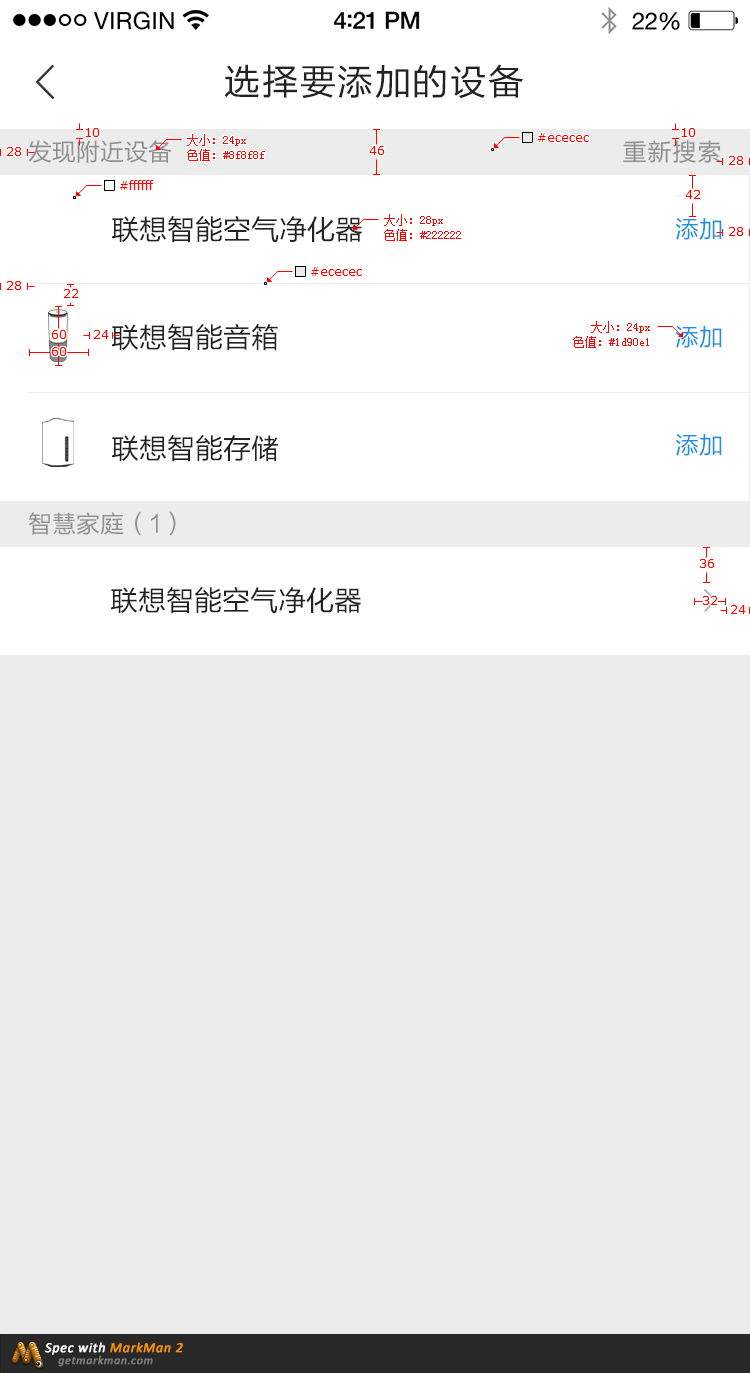 VIRGIN 4:21 PM 22%
选择要添加的设备
10 大小：24px #ececec 10
28 发现附近设备 色值：#8f8f8f 46 重新搜索 28
#ffffff 42
联想智能空气净化器 大小：28px 添加 28
色值：#222222
#ececec
28 22
60 24 联想智能音箱 大小：24px 添加
60 色值：#1d90e1
联想智能存储 添加
智慧家庭（1）
36
联想智能空气净化器 32 24
Spec with MarkMan 2
getmarkman.com